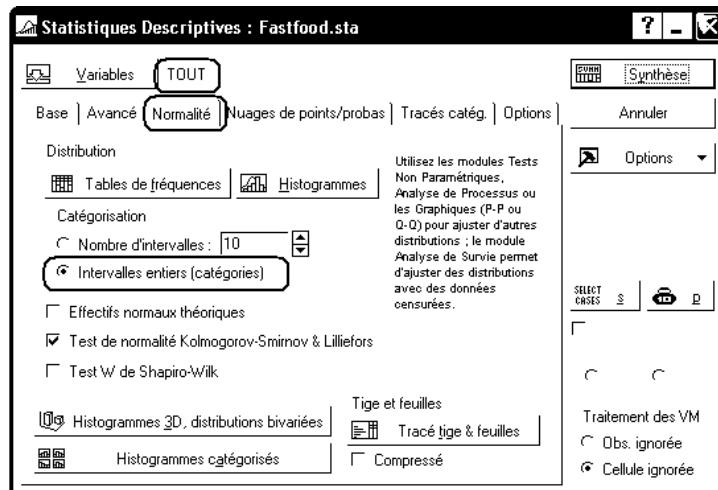 Statistiques Descriptives : Fastfood.sta
?
Variables
TOUT
Synthèse
Base
Avancé
Normalité
Nuages de points/probas
Tracés catég.
Options
Annuler
Options
Distribution
Tables de fréquences
Histogrammes
Catégorisation
Nombre d'intervalles : 10
Intervalles entiers (catégories)
Utilisez les modules Tests
Non Paramétriques,
Analyse de Processus ou
les Graphiques (P-P ou
Q-Q) pour ajuster d'autres
distributions ; le module
Analyse de Survie permet
d'ajuster des distributions
avec des données
censurées.
Effectifs normaux théoriques
Test de normalité Kolmogorov-Smirnov & Lilliefors
Test W de Shapiro-Wilk
SELECT
CASES
S
D
Histogrammes 3D, distributions bivariées
Histogrammes catégorisés
Tige et feuilles
Tracé tige & feuilles
Compressé
Traitement des VM
Obs. ignorée
Cellule ignorée